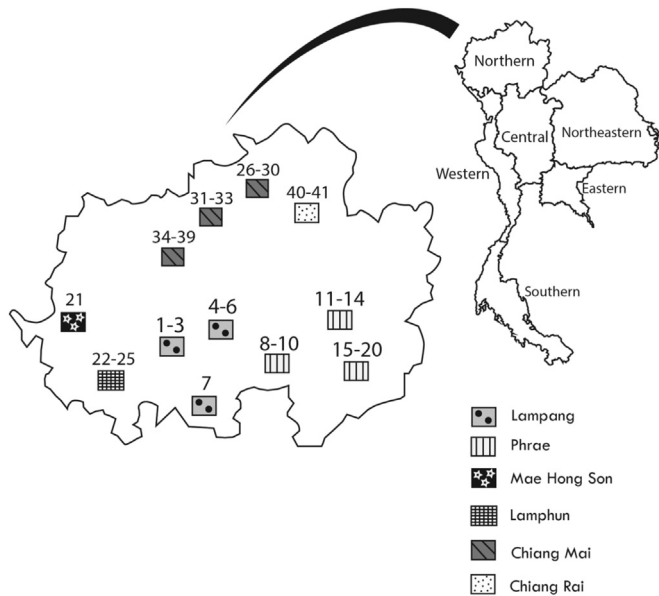 Northern
Central
Northeastern
Western
Eastern
Southern
26-30
31-33
40-41
34-39
21
1-3
4-6
11-14
22-25
8-10
15-20
7
Lampang
Phrae
Mae Hong Son
Lamphun
Chiang Mai
Chiang Rai